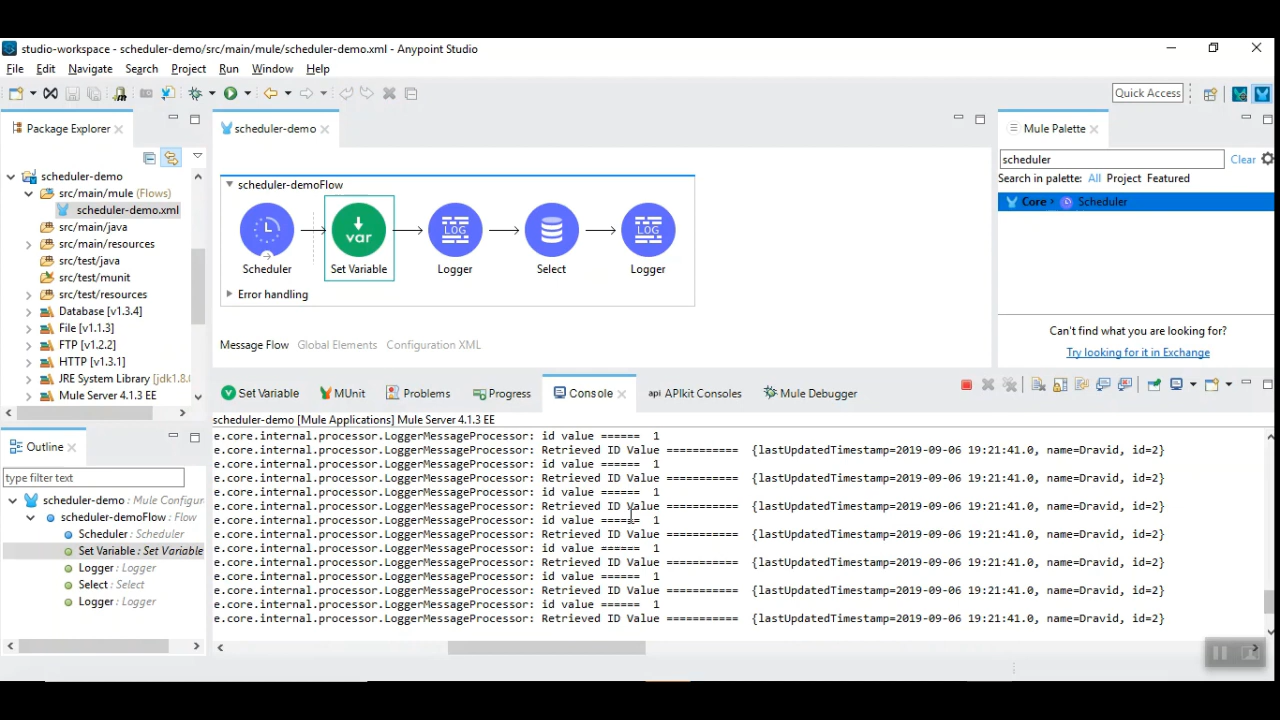 studio-workspace - scheduler-demo/src/main/mule/scheduler-demo.xml - Anypoint Studio
File Edit Navigate Search Project Run Window Help
Quick Access
Package Explorer
scheduler-demo
src/main/mule (Flows)
scheduler-demo.xml
src/main/java
src/main/resources
src/test/java
src/test/munit
src/test/resources
Database [v1.3.4]
File [v1.1.3]
FTP [v1.2.2]
HTTP [v1.3.1]
JRE System Library [jdk1.8.0
Mule Server 4.1.3 EE
scheduler-demo
scheduler-demoFlow
var LOG LOG
Scheduler Set Variable Logger Select Logger
Error handling
Message Flow Global Elements Configuration XML
Mule Palette
scheduler
Clear
Search in palette: All Project Featured
Core > Scheduler
Can't find what you are looking for?
Try looking for it in Exchange
Outline
type filter text
scheduler-demo : Mule Configur
scheduler-demoFlow : Flow
Scheduler : Scheduler
Set Variable : Set Variable
Logger : Logger
Select : Select
Logger : Logger
Set Variable MUnit Problems Progress Console api APIkit Consoles Mule Debugger
scheduler-demo [Mule Applications] Mule Server 4.1.3 EE
e.core.internal.processor.LoggerMessageProcessor: id value ====== 1
e.core.internal.processor.LoggerMessageProcessor: Retrieved ID Value =========== {lastUpdatedTimestamp=2019-09-06 19:21:41.0, name=Dravid, id=2}
e.core.internal.processor.LoggerMessageProcessor: id value ====== 1
e.core.internal.processor.LoggerMessageProcessor: Retrieved ID Value =========== {lastUpdatedTimestamp=2019-09-06 19:21:41.0, name=Dravid, id=2}
e.core.internal.processor.LoggerMessageProcessor: id value ====== 1
e.core.internal.processor.LoggerMessageProcessor: Retrieved ID Value =========== {lastUpdatedTimestamp=2019-09-06 19:21:41.0, name=Dravid, id=2}
e.core.internal.processor.LoggerMessageProcessor: id value ====== 1
e.core.internal.processor.LoggerMessageProcessor: Retrieved ID Value =========== {lastUpdatedTimestamp=2019-09-06 19:21:41.0, name=Dravid, id=2}
e.core.internal.processor.LoggerMessageProcessor: id value ====== 1
e.core.internal.processor.LoggerMessageProcessor: Retrieved ID Value =========== {lastUpdatedTimestamp=2019-09-06 19:21:41.0, name=Dravid, id=2}
e.core.internal.processor.LoggerMessageProcessor: id value ====== 1
e.core.internal.processor.LoggerMessageProcessor: Retrieved ID Value =========== {lastUpdatedTimestamp=2019-09-06 19:21:41.0, name=Dravid, id=2}
e.core.internal.processor.LoggerMessageProcessor: id value ====== 1
e.core.internal.processor.LoggerMessageProcessor: Retrieved ID Value =========== {lastUpdatedTimestamp=2019-09-06 19:21:41.0, name=Dravid, id=2}